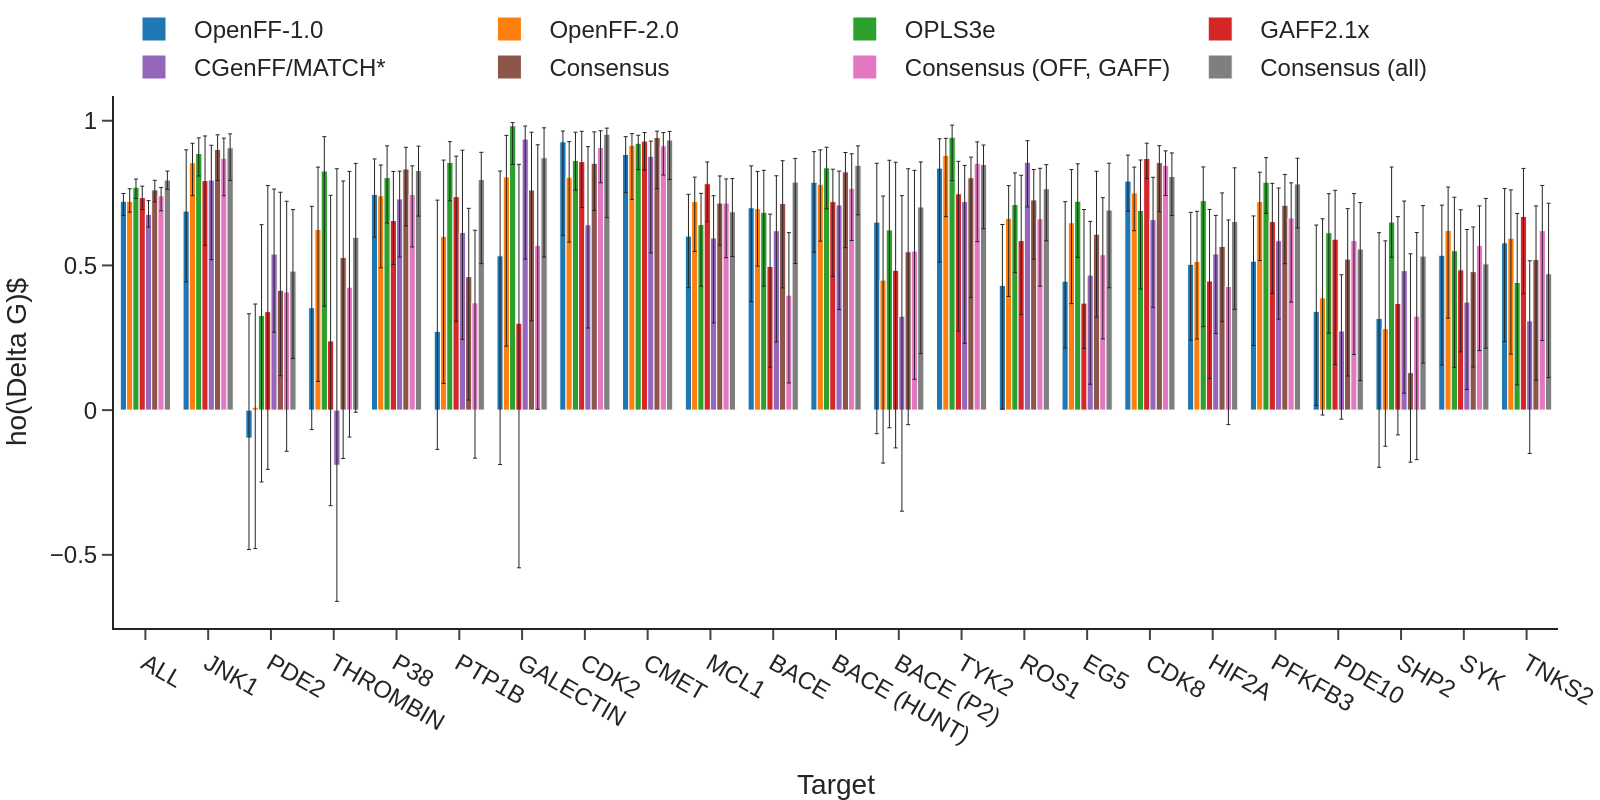 OpenFF-1.0 OpenFF-2.0 OPLS3e GAFF2.1x
CGenFF/MATCH* Consensus Consensus (OFF, GAFF) Consensus (all)
1
0.5
0
−0.5
ho(\Delta G)$
ALL
JNK1
PDE2
THROMBIN
P38
PTP1B
GALECTIN
CDK2
CMET
MCL1
BACE
BACE (HUNT)
BACE (P2)
TYK2
ROS1
EG5
CDK8
HIF2A
PFKFB3
PDE10
SHP2
SYK
TNKS2
Target